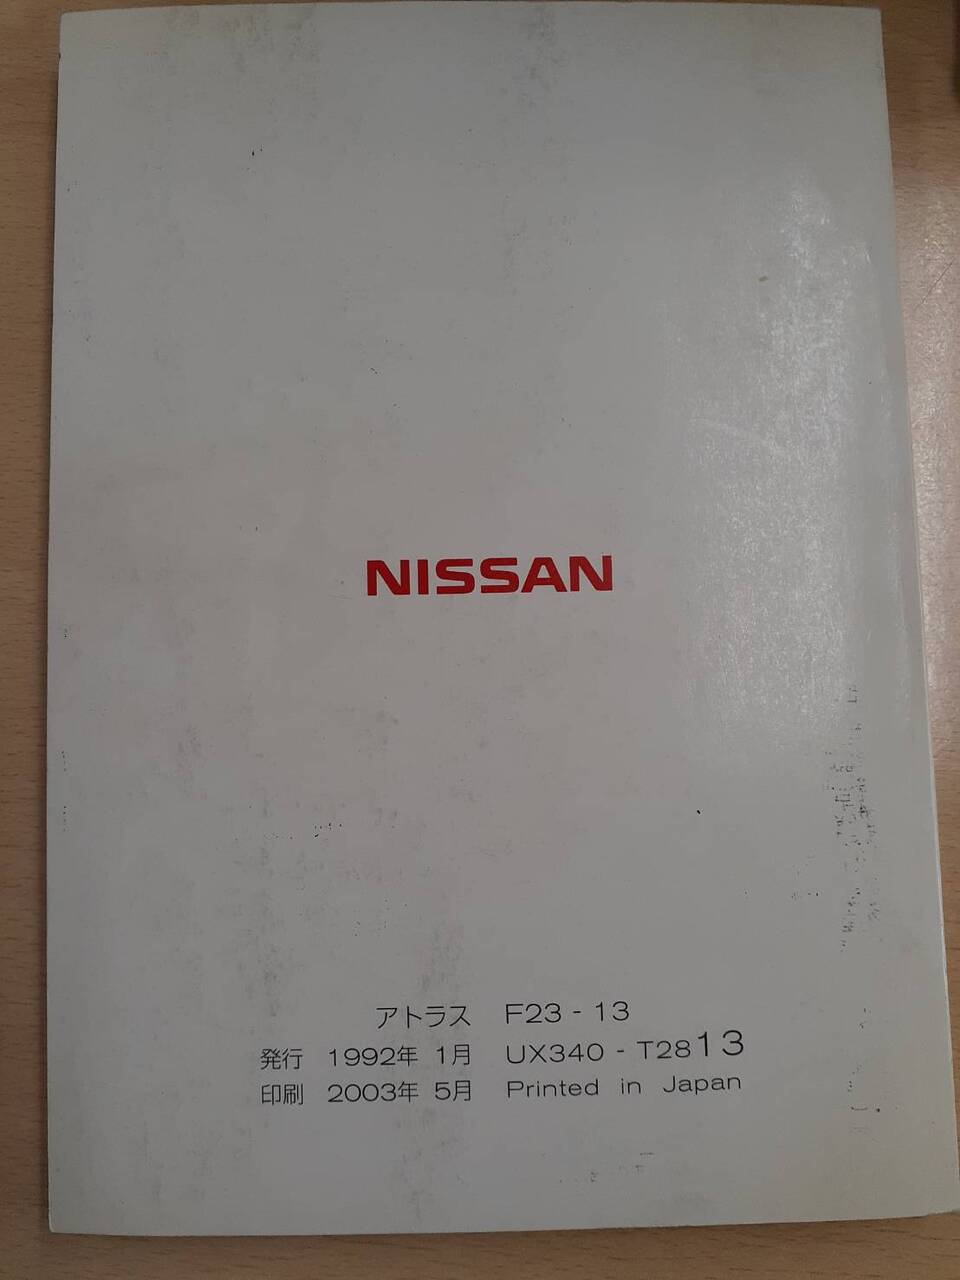 NISSAN
アトラス F23 - 13
発行 1992年 1月 UX340 - T2813
印刷 2003年 5月 Printed in Japan